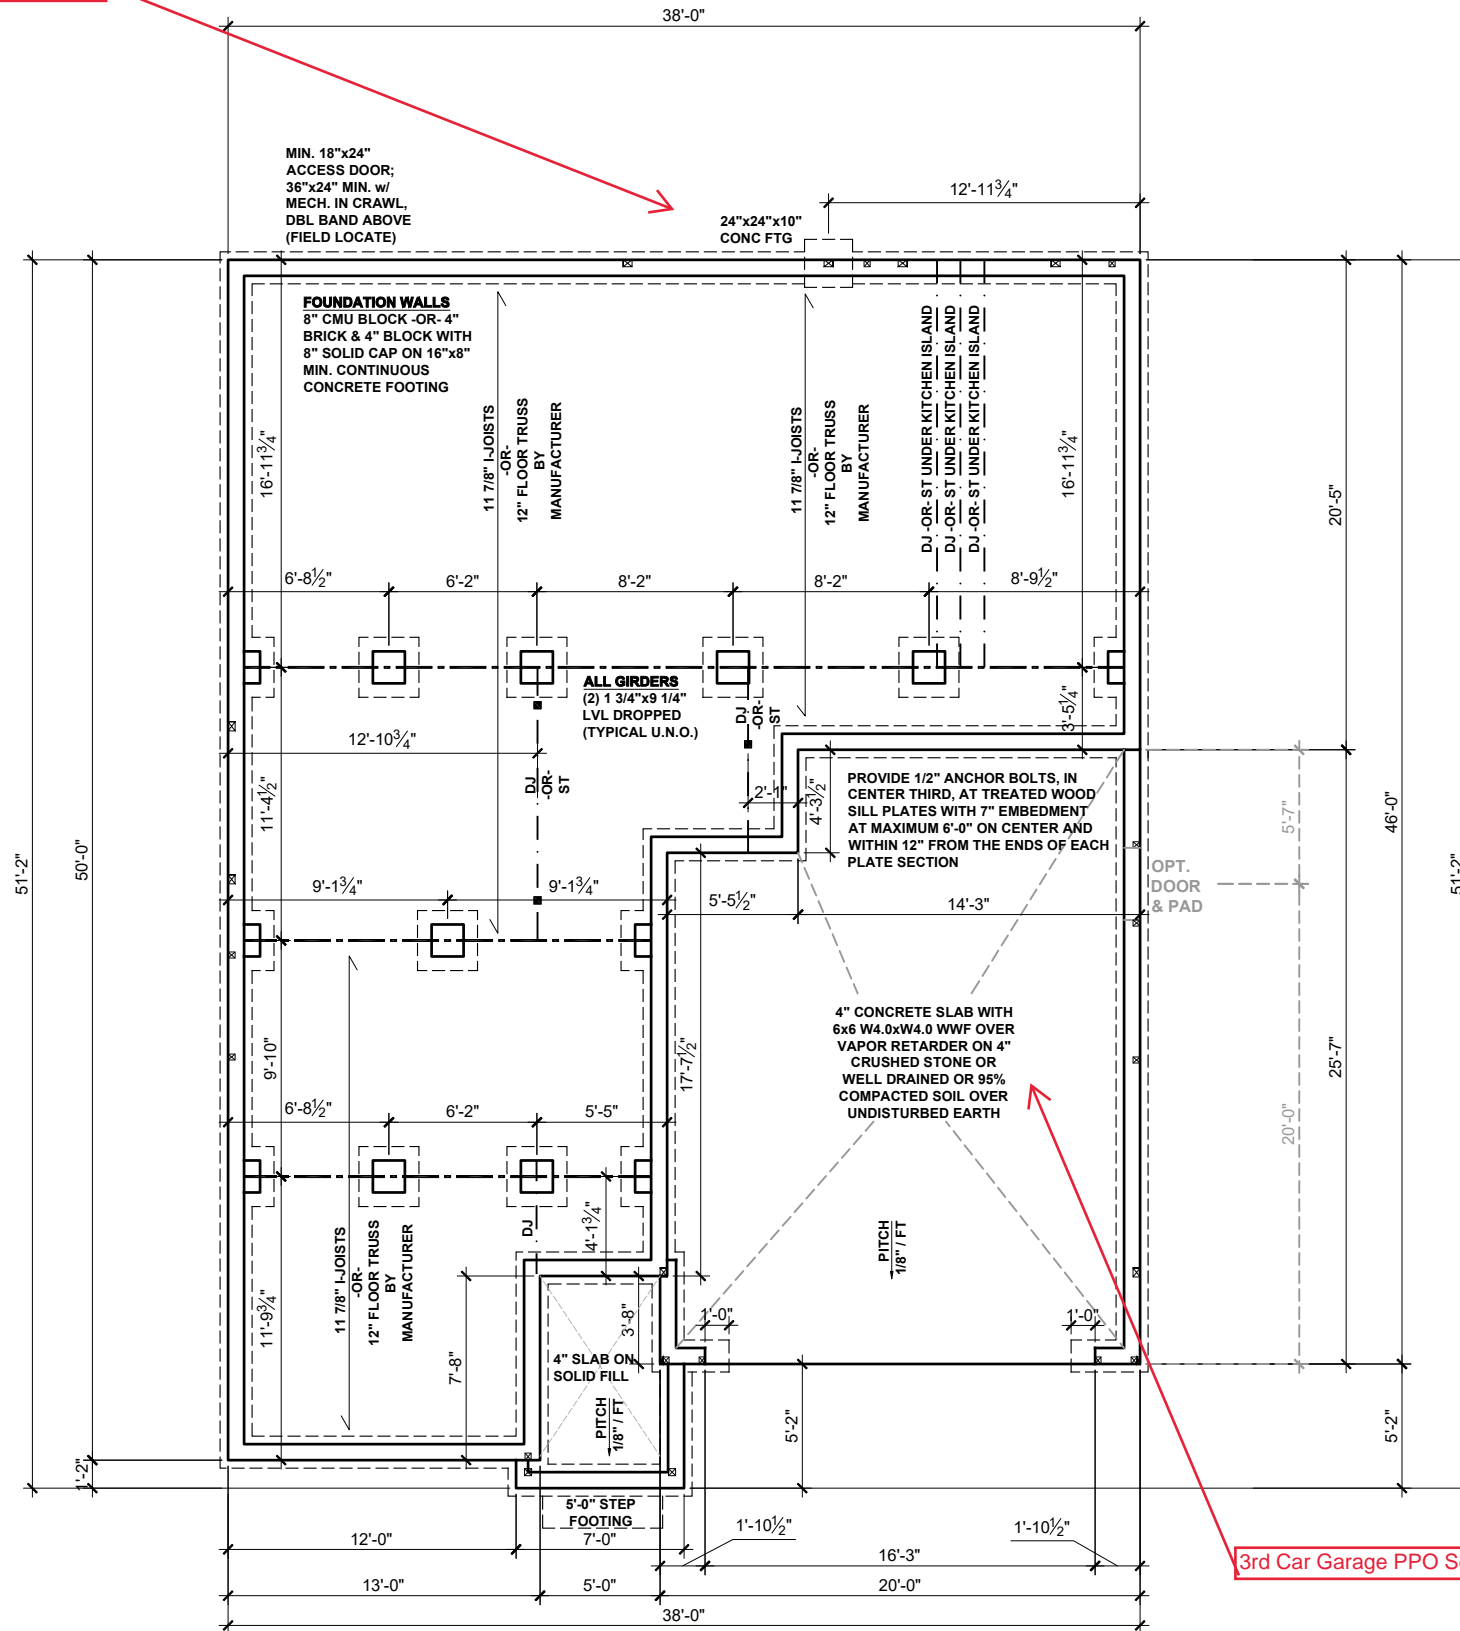 38'-0"
MIN. 18"x24"
ACCESS DOOR;
36"x24" MIN. w/
MECH. IN CRAWL,
DBL BAND ABOVE
(FIELD LOCATE)
12'-11¾"
24"x24"x10"
CONC FTG
FOUNDATION WALLS
8" CMU BLOCK -OR- 4"
BRICK & 4" BLOCK WITH
8" SOLID CAP ON 16"x8"
MIN. CONTINUOUS
CONCRETE FOOTING
16'-11¾"
11 7/8" I-JOISTS
-OR-
12" FLOOR TRUSS
BY
MANUFACTURER
11 7/8" I-JOISTS
-OR-
12" FLOOR TRUSS
BY
MANUFACTURER
DJ -OR- ST UNDER KITCHEN ISLAND
DJ -OR- ST UNDER KITCHEN ISLAND
DJ -OR- ST UNDER KITCHEN ISLAND
16'-11¾"
20'-5"
6'-8½"
6'-2"
8'-2"
8'-2"
8'-9½"
ALL GIRDERS
(2) 1 3/4"x9 1/4"
LVL DROPPED
(TYPICAL U.N.O.)
DJ
-OR-
ST
3'-5¼"
12'-10¾"
DJ
-OR-
ST
11'-4½"
2'-1"
4'-3½"
PROVIDE 1/2" ANCHOR BOLTS, IN
CENTER THIRD, AT TREATED WOOD
SILL PLATES WITH 7" EMBEDMENT
AT MAXIMUM 6'-0" ON CENTER AND
WITHIN 12" FROM THE ENDS OF EACH
PLATE SECTION
5'-7"
46'-0"
51'-2"
50'-0"
51'-2"
OPT.
DOOR
& PAD
9'-1¾"
9'-1¾"
5'-5½"
14'-3"
4" CONCRETE SLAB WITH
6x6 W4.0xW4.0 WWF OVER
VAPOR RETARDER ON 4"
CRUSHED STONE OR
WELL DRAINED OR 95%
COMPACTED SOIL OVER
UNDISTURBED EARTH
9'-10"
17'-7½"
25'-7"
20'-0"
6'-8½"
6'-2"
5'-5"
11 7/8" I-JOISTS
-OR-
12" FLOOR TRUSS
BY
MANUFACTURER
DJ
4'-1¾"
PITCH
1/8" / FT
11'-9¾"
7'-8"
3'-8"
1'-0"
1'-0"
4" SLAB ON
SOLID FILL
PITCH
1/8" / FT
5'-2"
5'-2"
1'-2"
5'-0" STEP
FOOTING
12'-0"
7'-0"
1'-10½"
1'-10½"
16'-3"
3rd Car Garage PPO
13'-0"
5'-0"
20'-0"
38'-0"